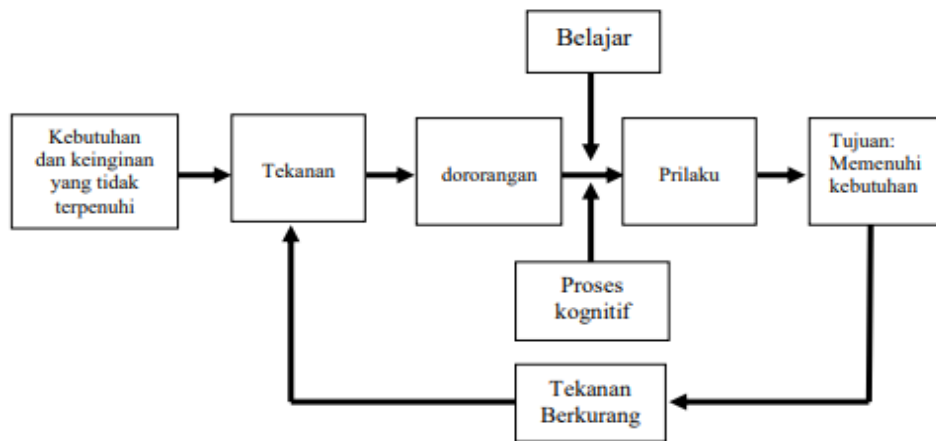 Belajar
Kebutuhan
dan keinginan
yang tidak
terpenuhi
Tekanan
dororangan
Prilaku
Tujuan:
Memenuhi
kebutuhan
Proses
kognitif
Tekanan
Berkurang